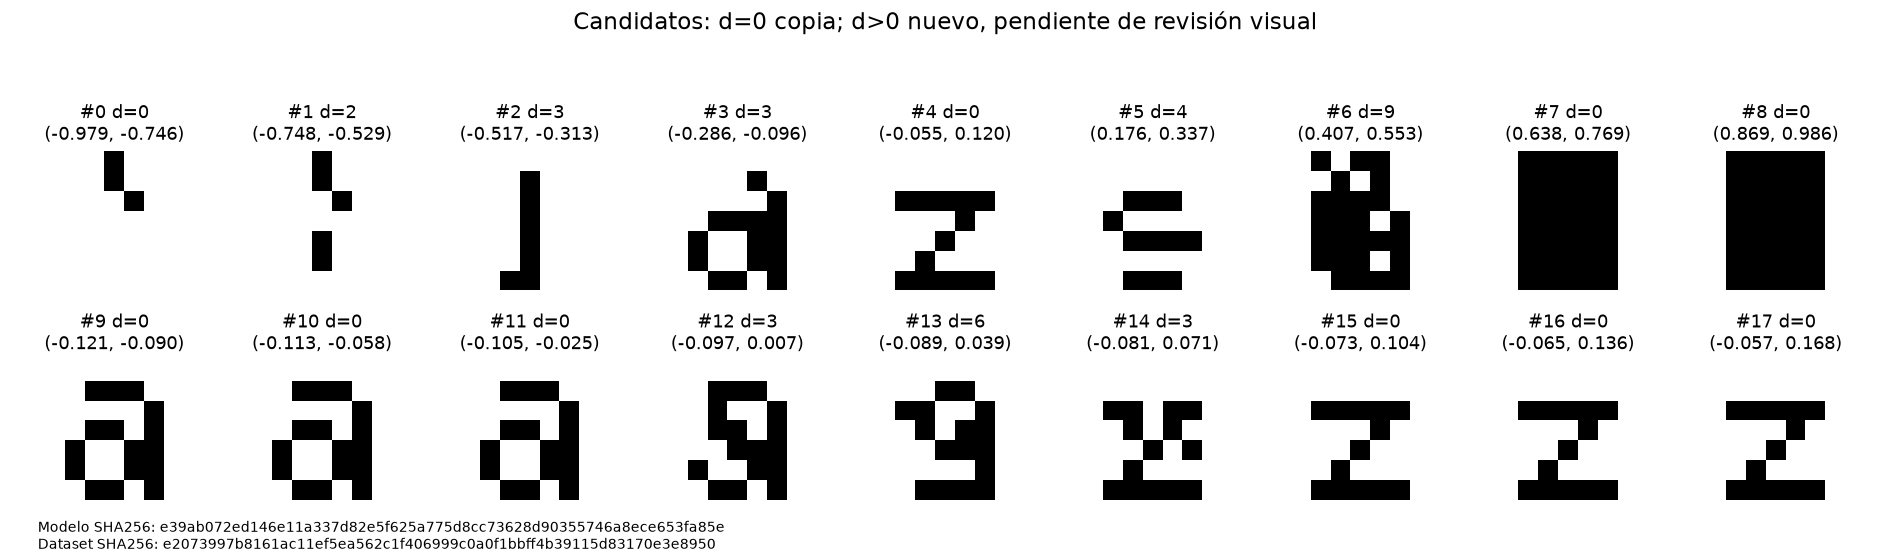 Candidatos: d=0 copia; d>0 nuevo, pendiente de revisión visual
#0 d=0 #1 d=2 #2 d=3 #3 d=3 #4 d=0 #5 d=4 #6 d=9 #7 d=0 #8 d=0
(-0.979, -0.746) (-0.748, -0.529) (-0.517, -0.313) (-0.286, -0.096) (-0.055, 0.120) (0.176, 0.337) (0.407, 0.553) (0.638, 0.769) (0.869, 0.986)
#9 d=0 #10 d=0 #11 d=0 #12 d=3 #13 d=6 #14 d=3 #15 d=0 #16 d=0 #17 d=0
(-0.121, -0.090) (-0.113, -0.058) (-0.105, -0.025) (-0.097, 0.007) (-0.089, 0.039) (-0.081, 0.071) (-0.073, 0.104) (-0.065, 0.136) (-0.057, 0.168)
Modelo SHA256: e39ab072ed146e11a337d82e5f625a775d8cc73628d90355746a8ece653fa85e
Dataset SHA256: e2073997b8161ac11ef5ea562c1f406999c0a0f1bbff4b39115d83170e3e8950